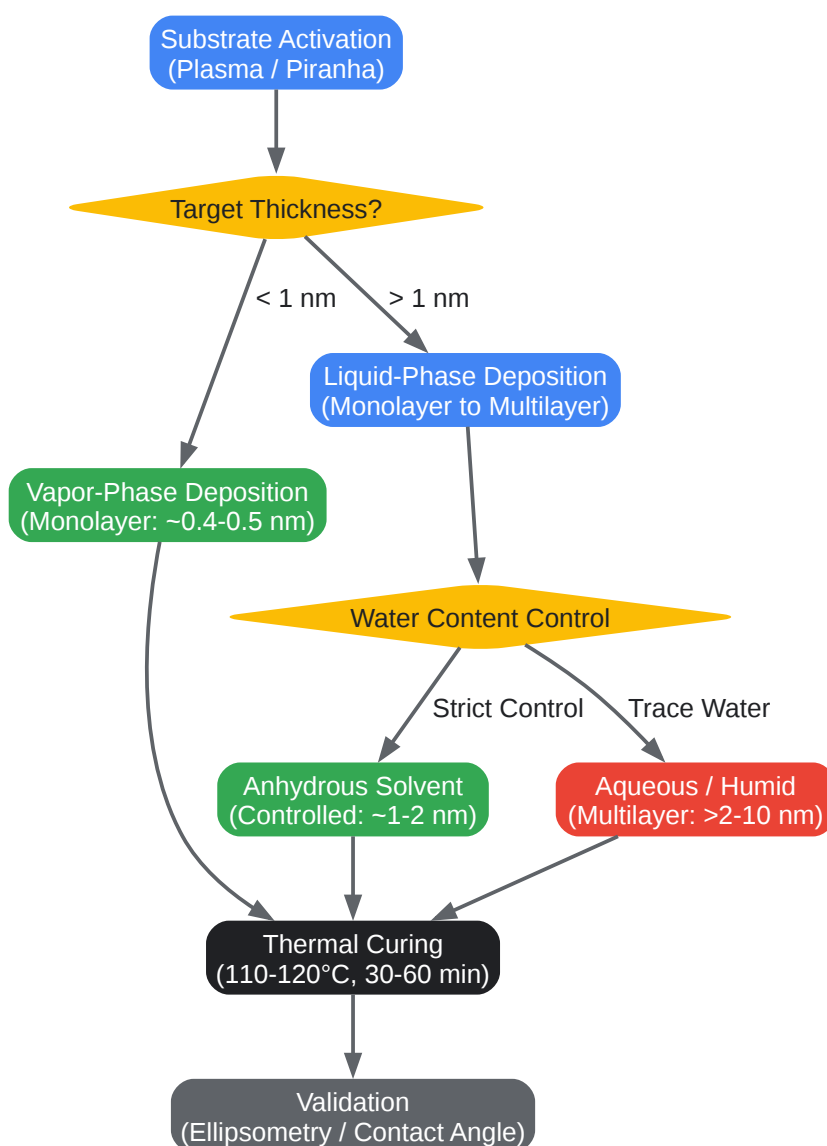 Substrate Activation
(Plasma / Piranha)
Target Thickness?
< 1 nm
> 1 nm
Liquid-Phase Deposition
(Monolayer to Multilayer)
Vapor-Phase Deposition
(Monolayer: ~0.4-0.5 nm)
Water Content Control
Strict Control
Trace Water
Anhydrous Solvent
(Controlled: ~1-2 nm)
Aqueous / Humid
(Multilayer: >2-10 nm)
Thermal Curing
(110-120°C, 30-60 min)
Validation
(Ellipsometry / Contact Angle)